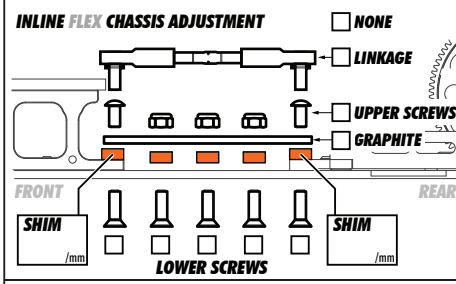 INLINE FLEX CHASSIS ADJUSTMENT
NONE
LINKAGE
UPPER SCREWS
GRAPHITE
FRONT
REAR
SHIM
/mm
SHIM
/mm
LOWER SCREWS